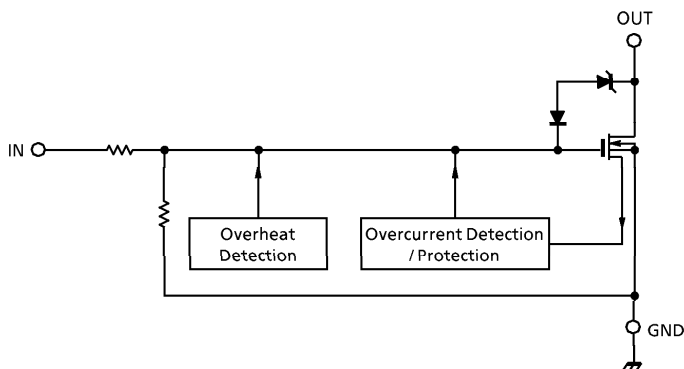 OUT
IN
Overheat
Detection
Overcurrent Detection
/ Protection
GND